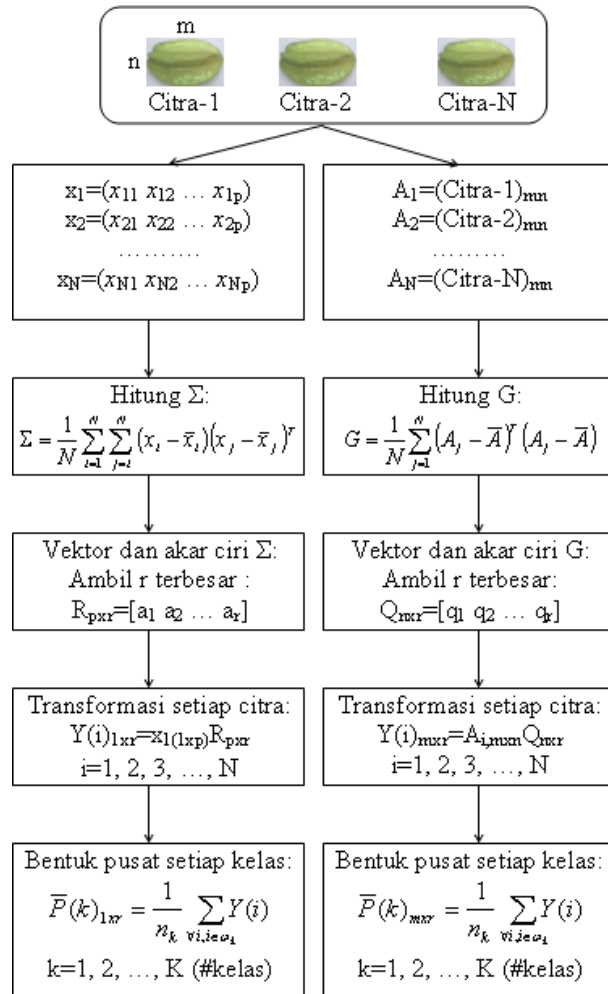 m
n
Citra-1 Citra-2 Citra-N
x₁=(x₁₁ x₁₂ … x₁ₚ)
x₂=(x₂₁ x₂₂ … x₂ₚ)
……….
x_N=(x_N1 x_N2 … x_Np)
A₁=(Citra-1)ₘₙ
A₂=(Citra-2)ₘₙ
………
A_N=(Citra-N)ₘₙ
Hitung Σ:
Σ = 1/N Σ_{i=1}^{N} Σ_{j=i}^{N} (x_i − x̄_i)(x_j − x̄_j)^T
Hitung G:
G = 1/N Σ_{j=1}^{N} (A_j − Ā)^T (A_j − Ā)
Vektor dan akar ciri Σ:
Ambil r terbesar :
R_pxr=[a₁ a₂ … a_r]
Vektor dan akar ciri G:
Ambil r terbesar:
Q_nxr=[q₁ q₂ … q_r]
Transformasi setiap citra:
Y(i)_1xr=x_1(1xp)R_pxr
i=1, 2, 3, …, N
Transformasi setiap citra:
Y(i)_mxr=A_i,mxn Q_nxr
i=1, 2, 3, …, N
Bentuk pusat setiap kelas:
P̄(k)_1xr = 1/n_k Σ_{∀i,i∈ω_k} Y(i)
k=1, 2, …, K (#kelas)
Bentuk pusat setiap kelas:
P̄(k)_mxr = 1/n_k Σ_{∀i,i∈ω_k} Y(i)
k=1, 2, …, K (#kelas)